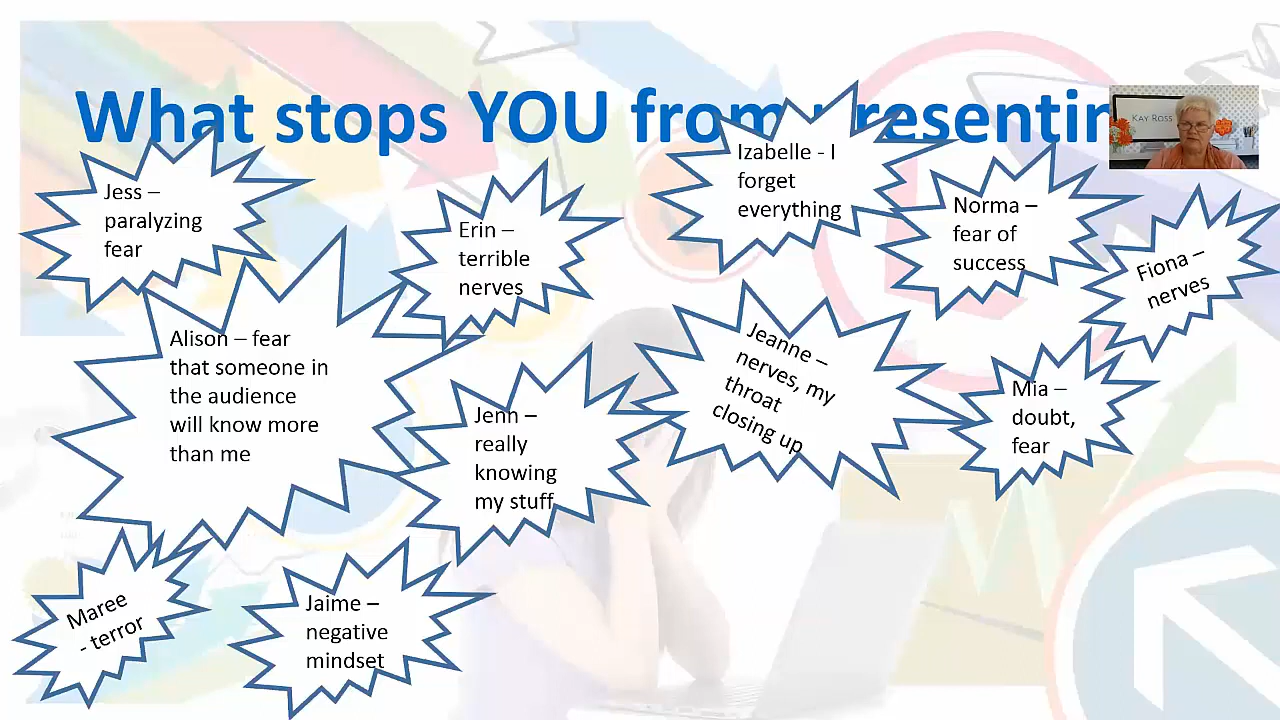 What stops YOU from presentin
KAY ROSS
Izabelle - I
forget
everything
Jess –
paralyzing
fear
Erin –
terrible
nerves
Norma –
fear of
success
Fiona –
nerves
Alison – fear
that someone in
the audience
will know more
than me
Jenn –
really
knowing
my stuff
Jeanne –
nerves, my
throat
closing up
Mia –
doubt,
fear
Maree
- terror
Jaime –
negative
mindset